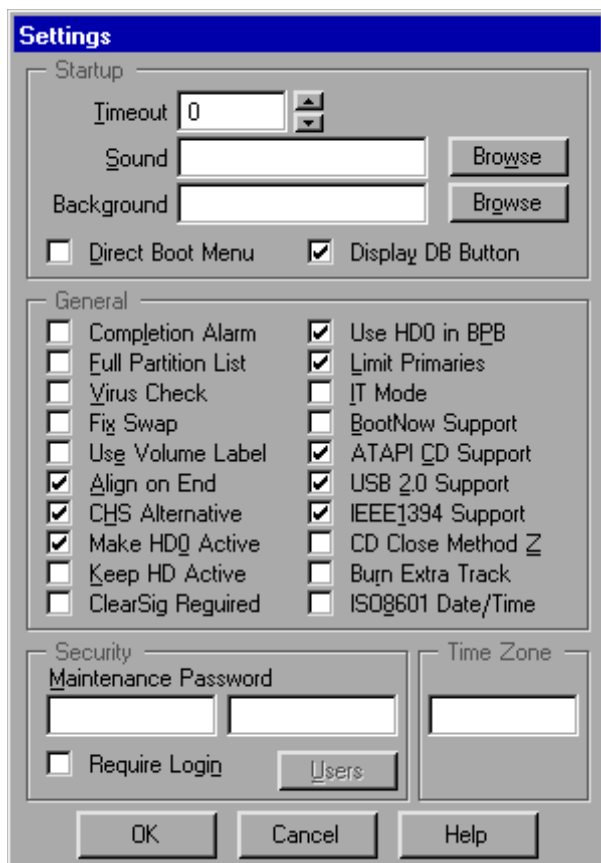 Settings
Startup
Timeout 0
Sound Browse
Background Browse
Direct Boot Menu Display DB Button
General
Completion Alarm Use HD0 in BPB
Full Partition List Limit Primaries
Virus Check IT Mode
Fix Swap BootNow Support
Use Volume Label ATAPI CD Support
Align on End USB 2.0 Support
CHS Alternative IEEE1394 Support
Make HD0 Active CD Close Method Z
Keep HD Active Burn Extra Track
ClearSig Reguired ISO8601 Date/Time
Security Time Zone
Maintenance Password
Require Login Users
OK Cancel Help